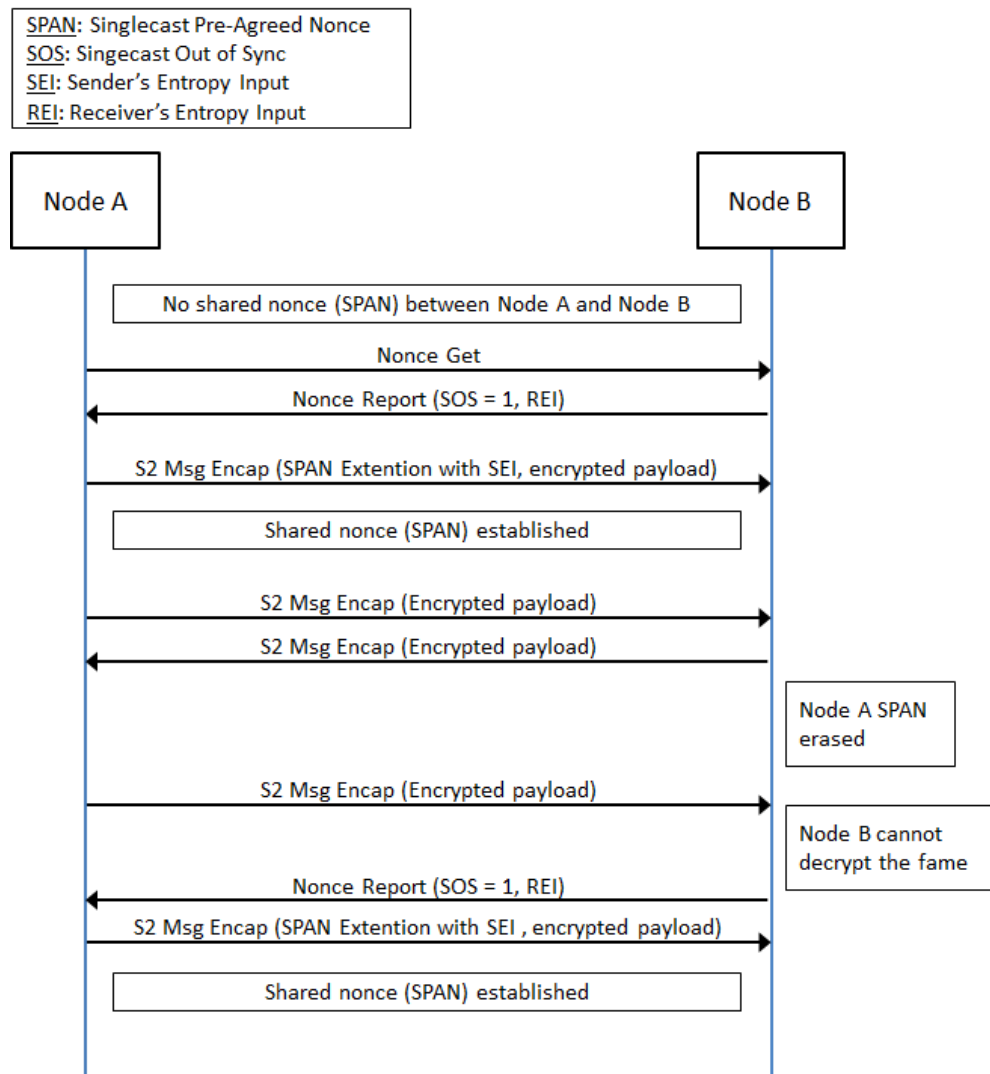 SPAN: Singlecast Pre-Agreed Nonce
SOS: Singecast Out of Sync
SEI: Sender's Entropy Input
REI: Receiver's Entropy Input
Node A
Node B
No shared nonce (SPAN) between Node A and Node B
Nonce Get
Nonce Report (SOS = 1, REI)
S2 Msg Encap (SPAN Extention with SEI, encrypted payload)
Shared nonce (SPAN) established
S2 Msg Encap (Encrypted payload)
S2 Msg Encap (Encrypted payload)
Node A SPAN
erased
S2 Msg Encap (Encrypted payload)
Node B cannot
decrypt the fame
Nonce Report (SOS = 1, REI)
S2 Msg Encap (SPAN Extention with SEI , encrypted payload)
Shared nonce (SPAN) established